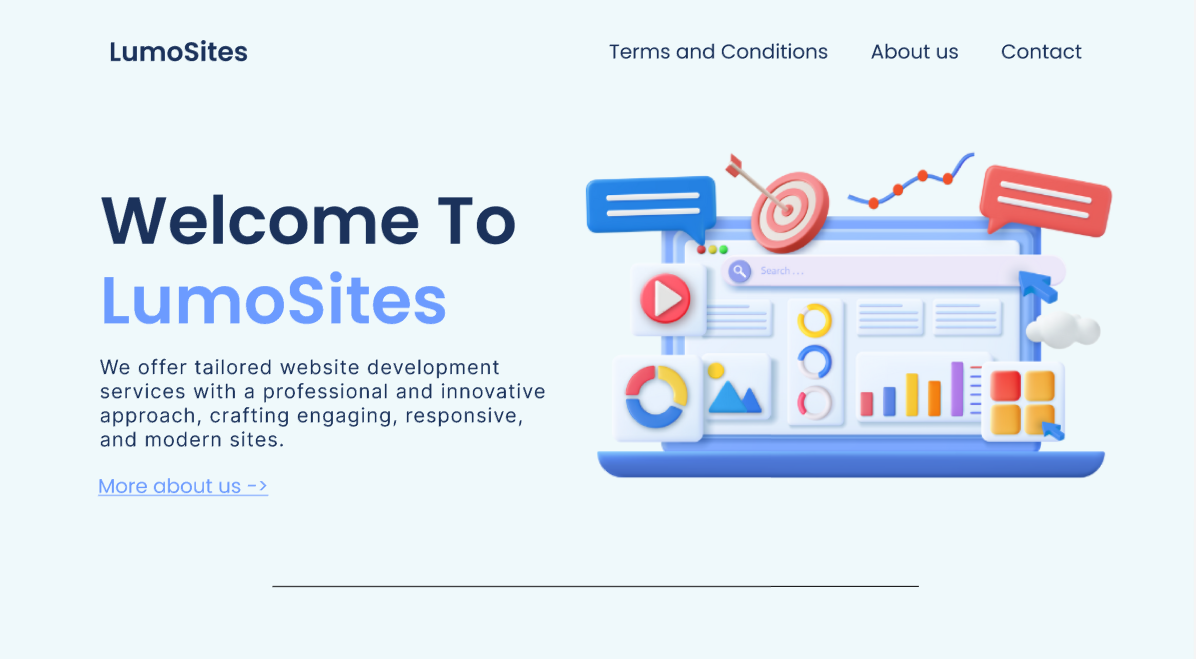 LumoSites
Terms and Conditions
About us
Contact
Welcome To
LumoSites
We offer tailored website development
services with a professional and innovative
approach, crafting engaging, responsive,
and modern sites.
More about us ->
Search ...